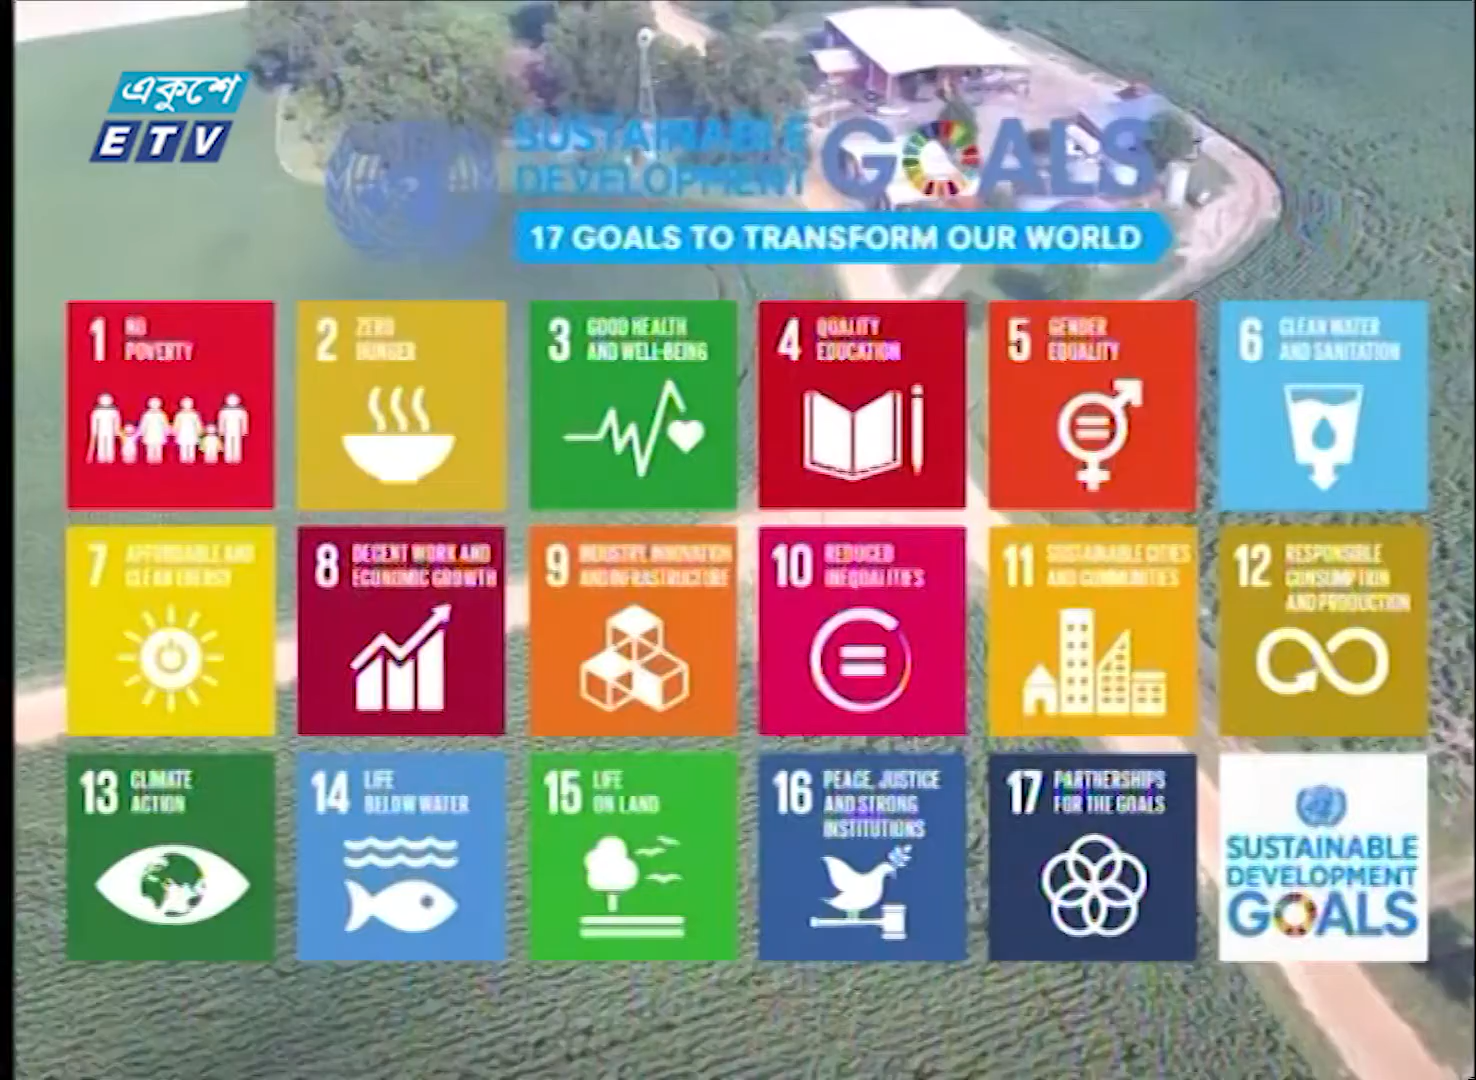 একুশে
ETV
SUSTAINABLE
DEVELOPMENT
GOALS
17 GOALS TO TRANSFORM OUR WORLD
1 NO
POVERTY
2 ZERO
HUNGER
3 GOOD HEALTH
AND WELL-BEING
4 QUALITY
EDUCATION
5 GENDER
EQUALITY
6 CLEAN WATER
AND SANITATION
7 AFFORDABLE AND
CLEAN ENERGY
8 DECENT WORK AND
ECONOMIC GROWTH
9 INDUSTRY, INNOVATION
AND INFRASTRUCTURE
10 REDUCED
INEQUALITIES
11 SUSTAINABLE CITIES
AND COMMUNITIES
12 RESPONSIBLE
CONSUMPTION
AND PRODUCTION
13 CLIMATE
ACTION
14 LIFE
BELOW WATER
15 LIFE
ON LAND
16 PEACE, JUSTICE
AND STRONG
INSTITUTIONS
17 PARTNERSHIPS
FOR THE GOALS
SUSTAINABLE
DEVELOPMENT
GOALS